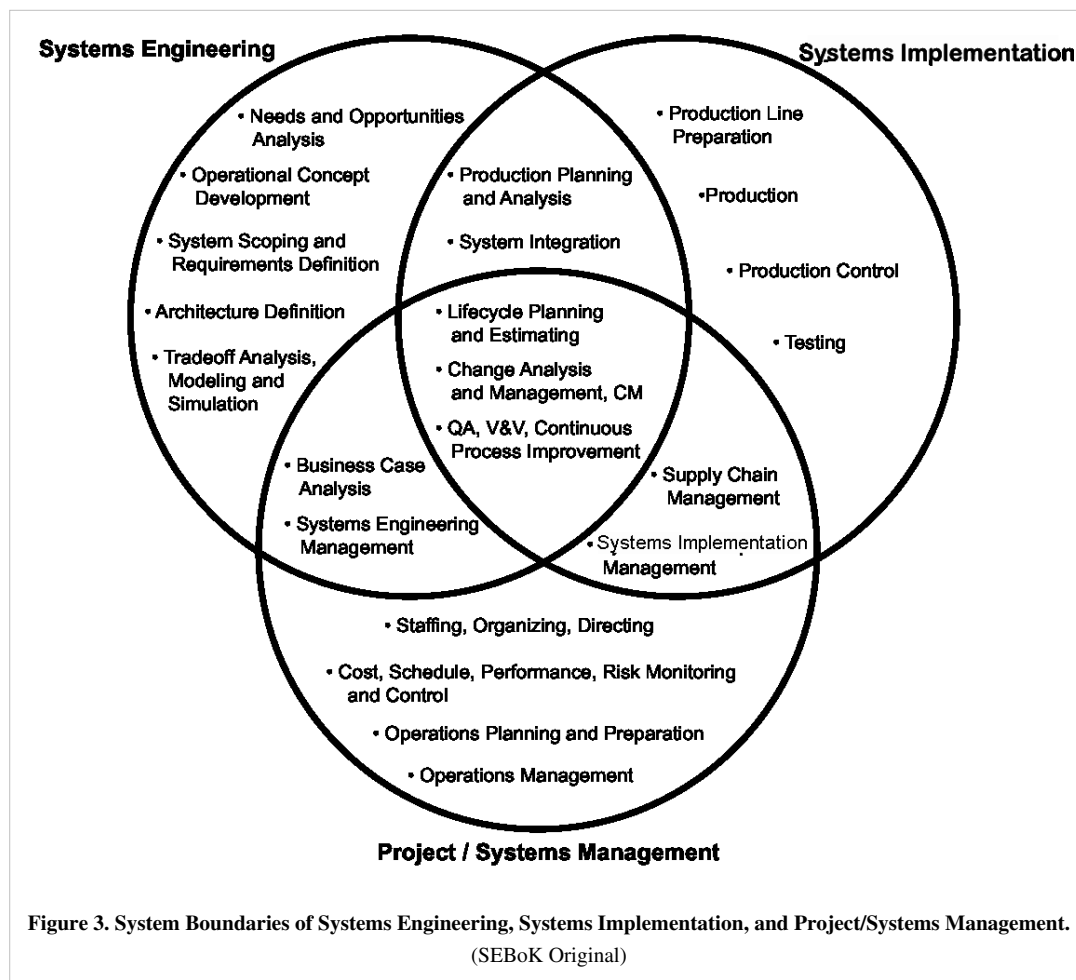 Systems Engineering
Systems Implementation
• Needs and Opportunities
Analysis
• Operational Concept
Development
• System Scoping and
Requirements Definition
• Architecture Definition
• Tradeoff Analysis,
Modeling and
Simulation
• Production Planning
and Analysis
• System Integration
• Production Line
Preparation
• Production
• Production Control
• Testing
• Lifecycle Planning
and Estimating
• Change Analysis
and Management, CM
• QA, V&V, Continuous
Process Improvement
• Business Case
Analysis
• Systems Engineering
Management
• Supply Chain
Management
• Systems Implementation
Management
• Staffing, Organizing, Directing
• Cost, Schedule, Performance, Risk Monitoring
and Control
• Operations Planning and Preparation
• Operations Management
Project / Systems Management
Figure 3. System Boundaries of Systems Engineering, Systems Implementation, and Project/Systems Management.
(SEBoK Original)